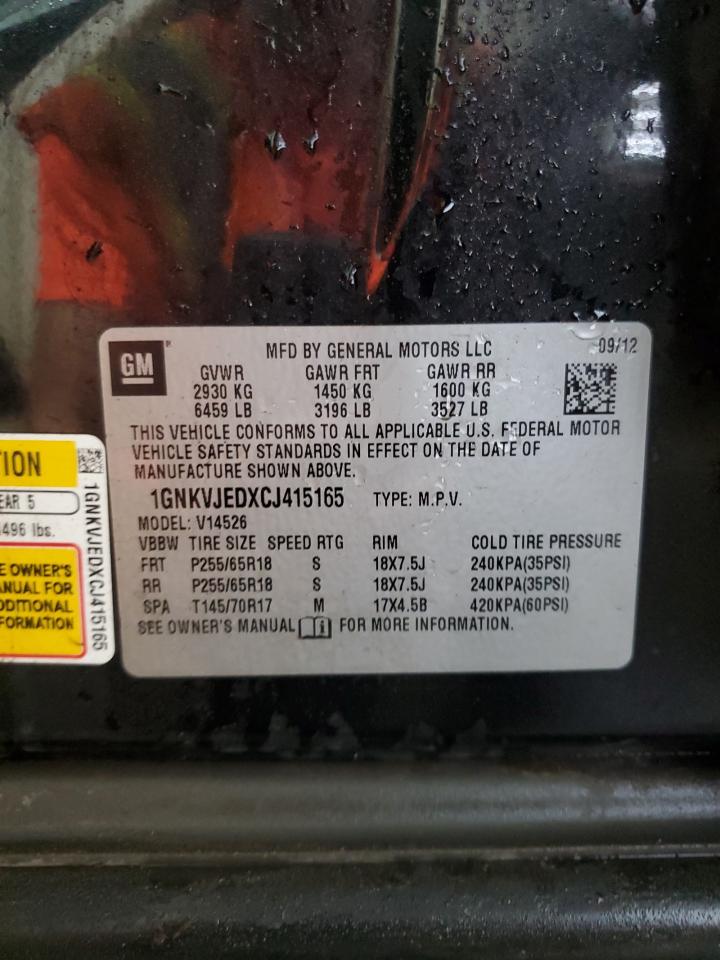 GM
MFD BY GENERAL MOTORS LLC 09/12
GVWR GAWR FRT GAWR RR
2930 KG 1450 KG 1600 KG
6459 LB 3196 LB 3527 LB
THIS VEHICLE CONFORMS TO ALL APPLICABLE U.S. FEDERAL MOTOR
VEHICLE SAFETY STANDARDS IN EFFECT ON THE DATE OF
MANUFACTURE SHOWN ABOVE.
1GNKVJEDXCJ415165 TYPE: M.P.V.
MODEL: V14526
VBBW TIRE SIZE SPEED RTG RIM COLD TIRE PRESSURE
FRT P255/65R18 S 18X7.5J 240KPA(35PSI)
RR P255/65R18 S 18X7.5J 240KPA(35PSI)
SPA T145/70R17 M 17X4.5B 420KPA(60PSI)
SEE OWNER'S MANUAL FOR MORE INFORMATION.
TION
EAR 5
496 lbs.
E OWNER'S
ANUAL FOR
DDITIONAL
FORMATION
1GNKVJEDXCJ415165